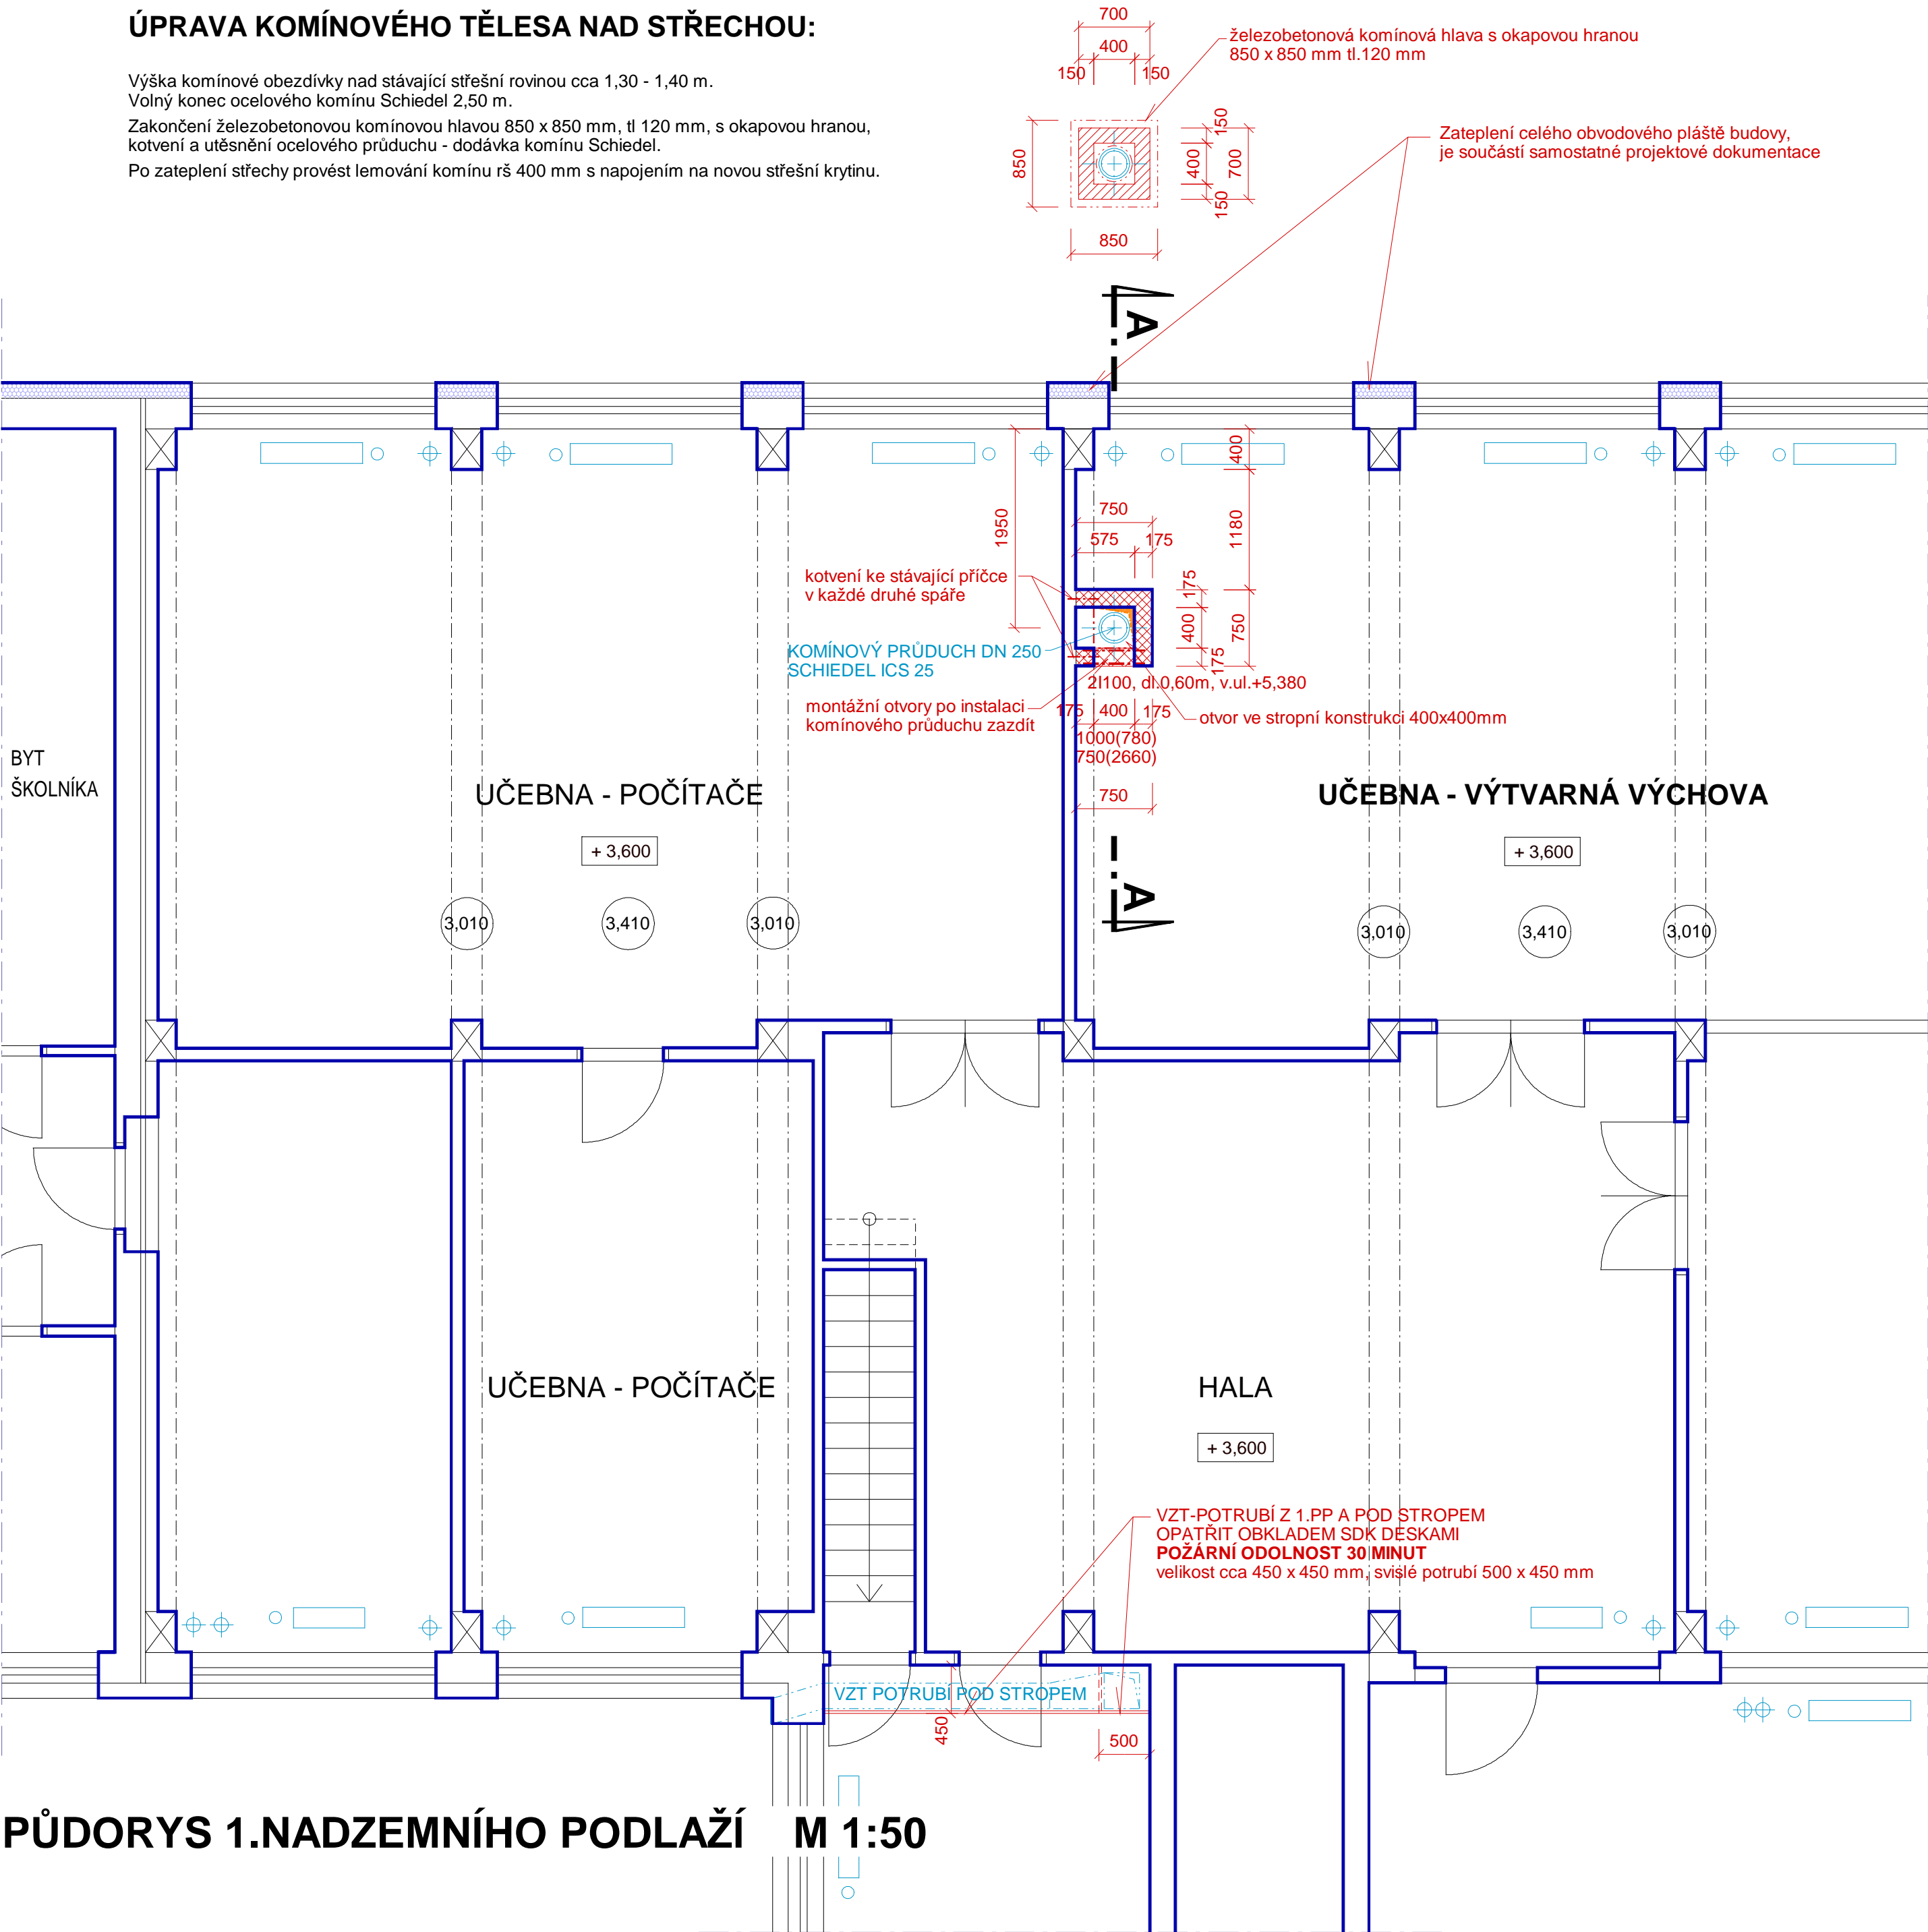 ÚPRAVA KOMÍNOVÉHO TĚLESA NAD STŘECHOU:
Výška komínové obezdívky nad stávající střešní rovinou cca 1,30 - 1,40 m.
Volný konec ocelového komínu Schiedel 2,50 m.
Zakončení železobetonovou komínovou hlavou 850 x 850 mm, tl 120 mm, s okapovou hranou,
kotvení a utěsnění ocelového průduchu - dodávka komínu Schiedel.
Po zateplení střechy provést lemování komínu rš 400 mm s napojením na novou střešní krytinu.
700
400
150
150
železobetonová komínová hlava s okapovou hranou
850 x 850 mm tl.120 mm
850
150
400
700
150
850
Zateplení celého obvodového pláště budovy,
je součástí samostatné projektové dokumentace
A
400
1950
750
1180
575
175
kotvení ke stávající příčce
v každé druhé spáře
175
400
750
175
KOMÍNOVÝ PRŮDUCH DN 250
SCHIEDEL ICS 25
2I100, dl.0,60m, v.ul.+5,380
montážní otvory po instalaci
komínového průduchu zazdít
175
400
175
otvor ve stropní konstrukci 400x400mm
1000(780)
750(2660)
750
BYT
ŠKOLNÍKA
UČEBNA - POČÍTAČE
+ 3,600
UČEBNA - VÝTVARNÁ VÝCHOVA
+ 3,600
A
3,010
3,410
3,010
3,010
3,410
3,010
UČEBNA - POČÍTAČE
HALA
+ 3,600
VZT-POTRUBÍ Z 1.PP A POD STROPEM
OPATŘIT OBKLADEM SDK DESKAMI
POŽÁRNÍ ODOLNOST 30 MINUT
velikost cca 450 x 450 mm, svislé potrubí 500 x 450 mm
VZT POTRUBÍ POD STROPEM
450
500
PŮDORYS 1.NADZEMNÍHO PODLAŽÍ M 1:50